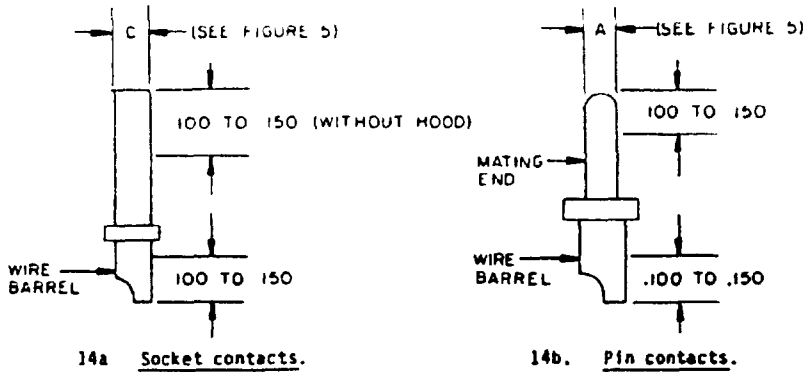 C (SEE FIGURE 5)
100 TO 150 (WITHOUT HOOD)
WIRE
BARREL
100 TO 150
14a Socket contacts.
A (SEE FIGURE 5)
100 TO 150
MATING
END
WIRE
BARREL
.100 TO .150
14b. Pin contacts.